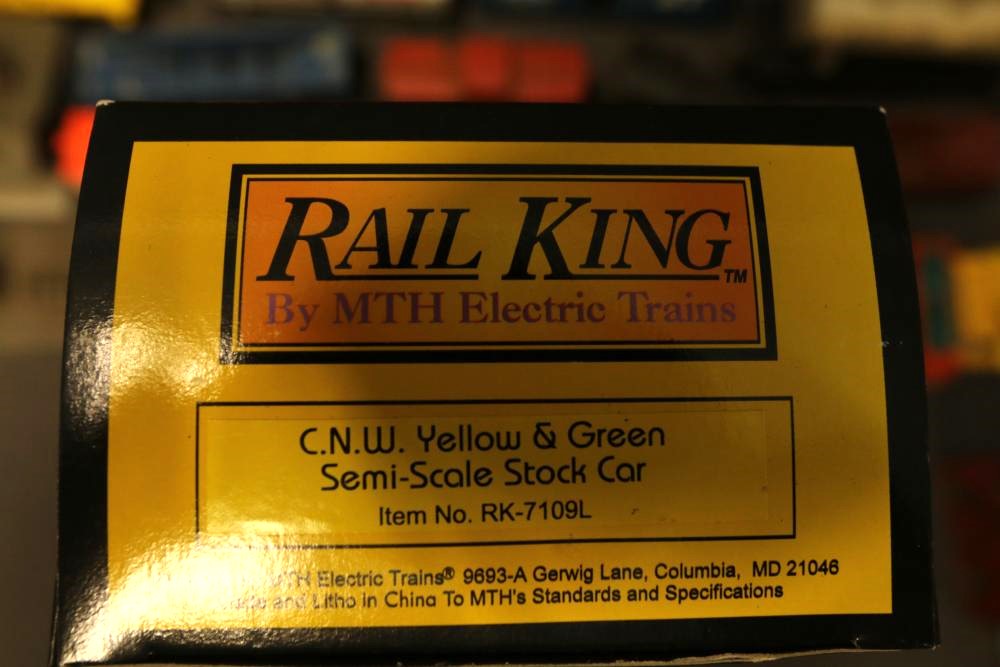 RAIL KING™
By MTH Electric Trains
C.N.W. Yellow & Green
Semi-Scale Stock Car
Item No. RK-7109L
MTH Electric Trains® 9693-A Gerwig Lane, Columbia, MD 21046
and Litho in China To MTH's Standards and Specifications